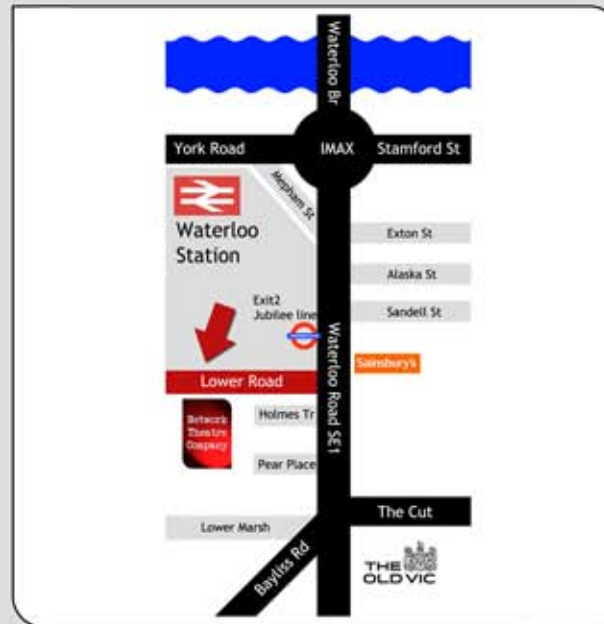 Waterloo Br
York Road
IMAX
Stamford St
Mepham St
Waterloo
Station
Exton St
Alaska St
Exit2
Jubilee line
Sandell St
Waterloo Road SE1
Sainsbury's
Lower Road
Network
Theatre
Company
Holmes Tr
Pear Place
The Cut
Lower Marsh
Bayliss Rd
THE
OLD VIC